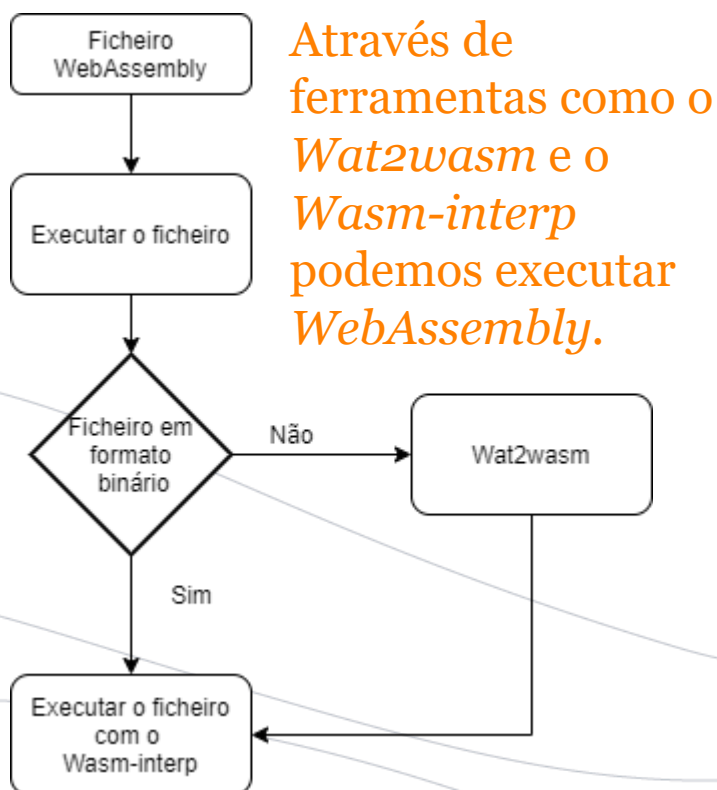 Ficheiro
WebAssembly
Através de
ferramentas como o
Wat2wasm e o
Wasm-interp
podemos executar
WebAssembly.
Executar o ficheiro
Ficheiro em
formato
binário
Não
Wat2wasm
Sim
Executar o ficheiro
com o
Wasm-interp